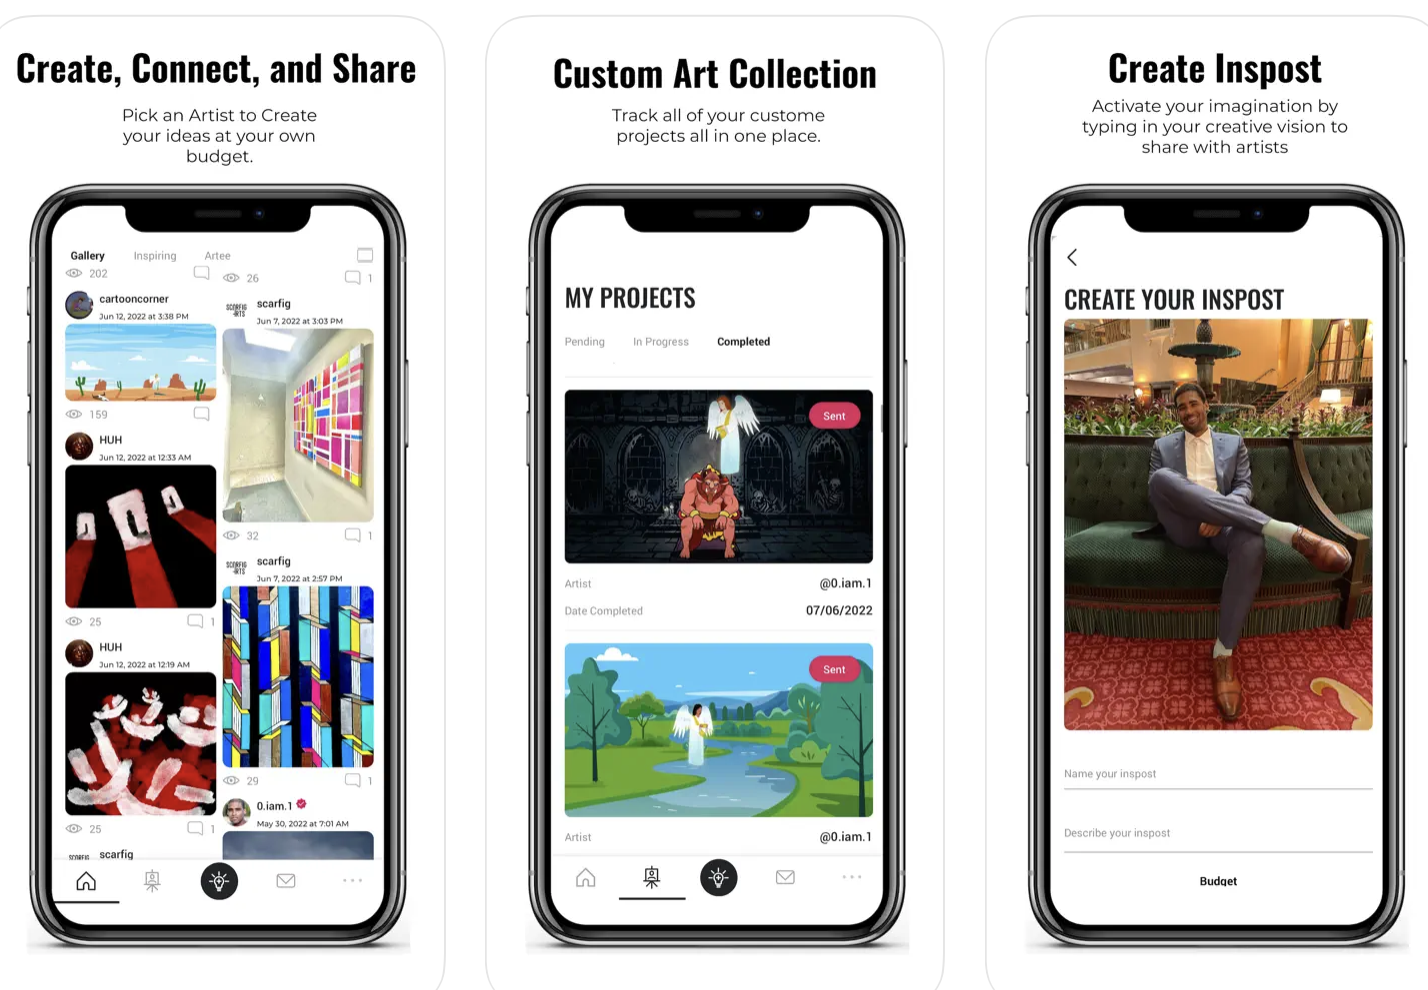 Create, Connect, and Share
Pick an Artist to Create
your ideas at your own
budget.
Gallery Inspiring Artee
202
cartooncorner
Jun 12, 2022 at 3:38 PM
159
HUH
Jun 12, 2022 at 12:33 AM
25 1
HUH
Jun 12, 2022 at 12:19 AM
25 1
SCORFIG
scarfig
26 1
SCORFIG
-ARTS
scarfig
Jun 7, 2022 at 3:03 PM
32 1
SCORFIG
-ARTS
scarfig
Jun 7, 2022 at 2:57 PM
29 1
0.iam.1
May 30, 2022 at 7:01 AM
Custom Art Collection
Track all of your custome
projects all in one place.
MY PROJECTS
Pending In Progress Completed
Sent
Artist @0.iam.1
Date Completed 07/06/2022
Sent
Artist @0.iam.1
Create Inspost
Activate your imagination by
typing in your creative vision to
share with artists
CREATE YOUR INSPOST
Name your inspost
Describe your inspost
Budget